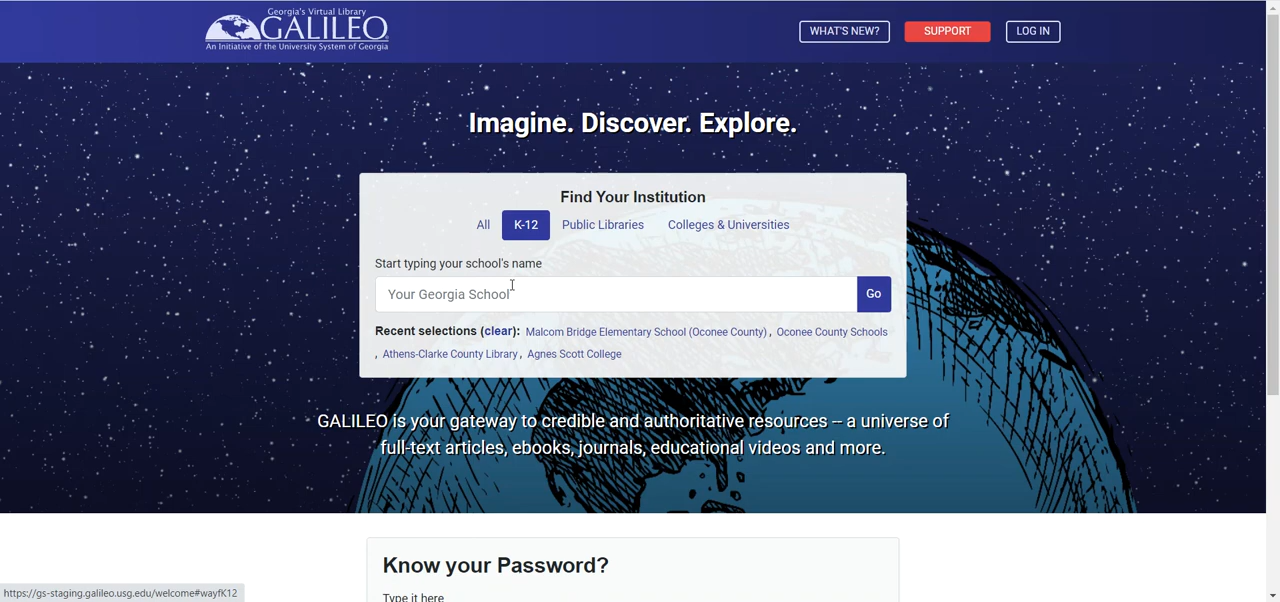 Georgia's Virtual Library
GALILEO
An Initiative of the University System of Georgia
WHAT'S NEW?
SUPPORT
LOG IN
Imagine. Discover. Explore.
Find Your Institution
All
K-12
Public Libraries
Colleges & Universities
Start typing your school's name
Your Georgia School
Go
Recent selections (clear): Malcom Bridge Elementary School (Oconee County) , Oconee County Schools
, Athens-Clarke County Library , Agnes Scott College
GALILEO is your gateway to credible and authoritative resources -- a universe of
full-text articles, ebooks, journals, educational videos and more.
Know your Password?
Type it here
https://gs-staging.galileo.usg.edu/welcome#wayfK12